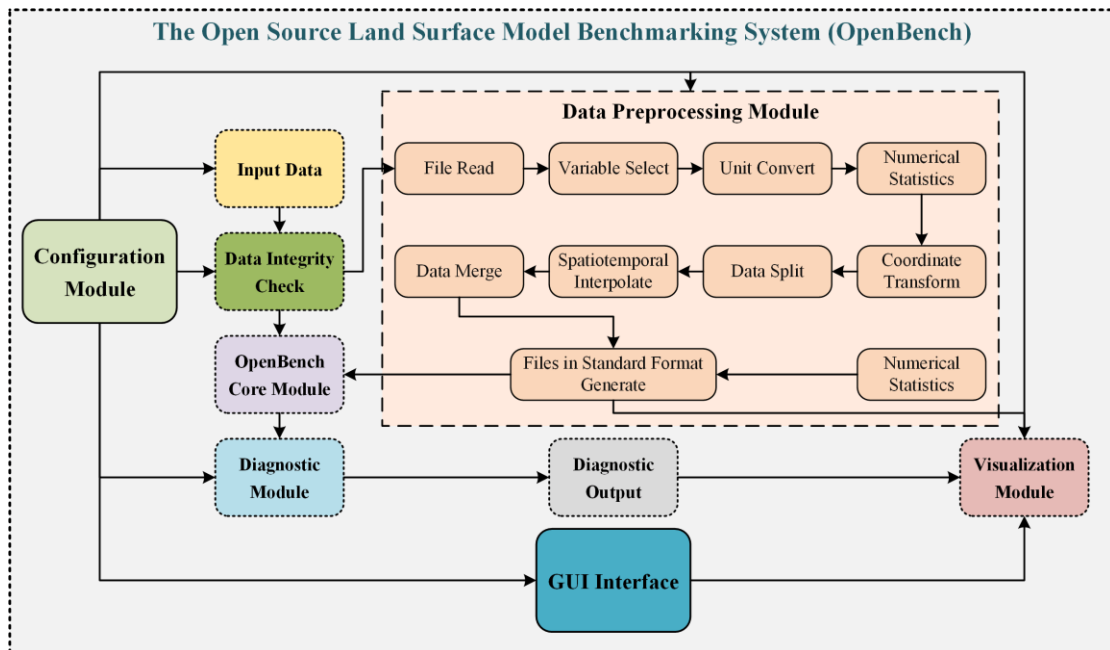 The Open Source Land Surface Model Benchmarking System (OpenBench)
Data Preprocessing Module
Input Data
File Read
Variable Select
Unit Convert
Numerical
Statistics
Configuration
Module
Data Integrity
Check
Data Merge
Spatiotemporal
Interpolate
Data Split
Coordinate
Transform
OpenBench
Core Module
Files in Standard Format
Generate
Numerical
Statistics
Diagnostic
Module
Diagnostic
Output
Visualization
Module
GUI Interface